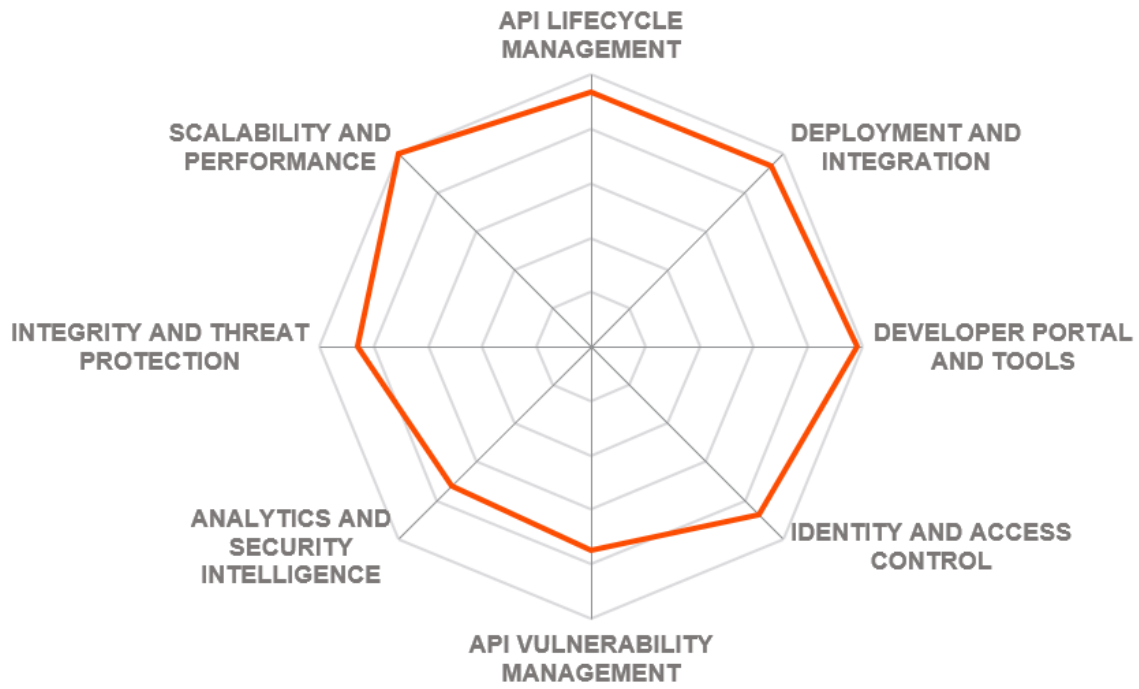 API LIFECYCLE
MANAGEMENT
SCALABILITY AND
PERFORMANCE
DEPLOYMENT AND
INTEGRATION
INTEGRITY AND THREAT
PROTECTION
DEVELOPER PORTAL
AND TOOLS
ANALYTICS AND
SECURITY
INTELLIGENCE
IDENTITY AND ACCESS
CONTROL
API VULNERABILITY
MANAGEMENT